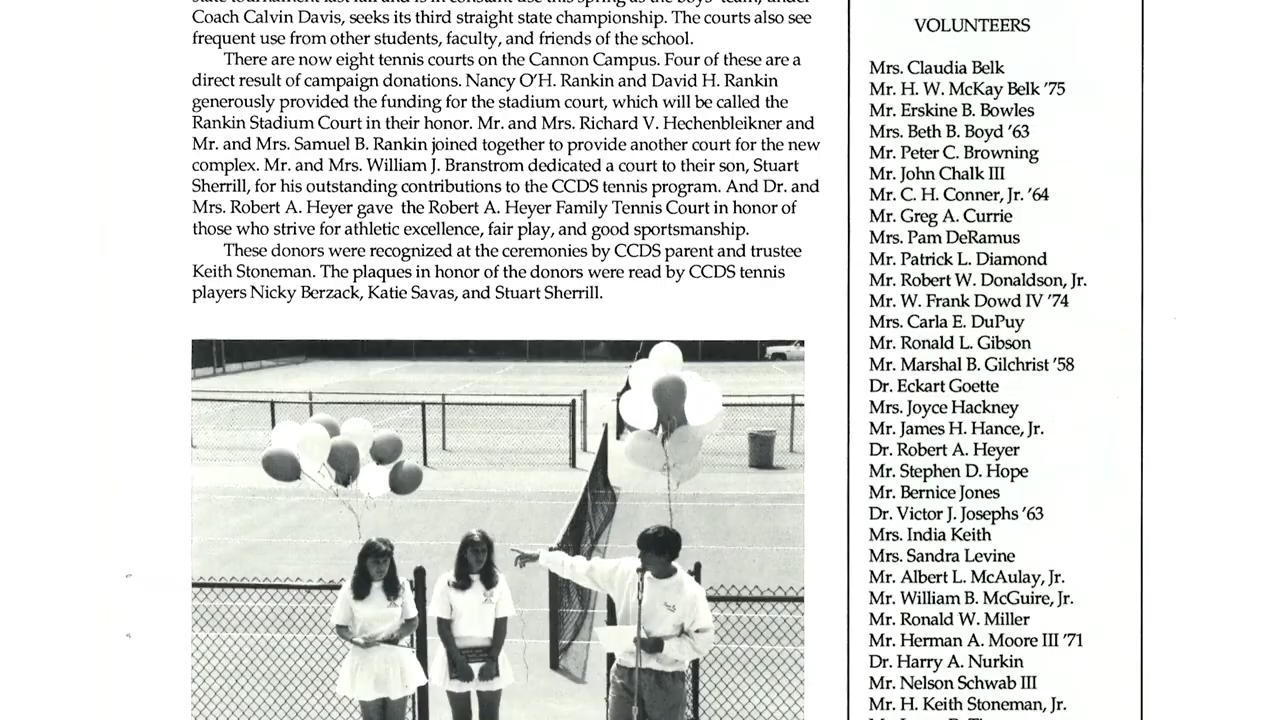 Coach Calvin Davis, seeks its third straight state championship. The courts also see
frequent use from other students, faculty, and friends of the school.
There are now eight tennis courts on the Cannon Campus. Four of these are a
direct result of campaign donations. Nancy O'H. Rankin and David H. Rankin
generously provided the funding for the stadium court, which will be called the
Rankin Stadium Court in their honor. Mr. and Mrs. Richard V. Hechenbleikner and
Mr. and Mrs. Samuel B. Rankin joined together to provide another court for the new
complex. Mr. and Mrs. William J. Branstrom dedicated a court to their son, Stuart
Sherrill, for his outstanding contributions to the CCDS tennis program. And Dr. and
Mrs. Robert A. Heyer gave the Robert A. Heyer Family Tennis Court in honor of
those who strive for athletic excellence, fair play, and good sportsmanship.
These donors were recognized at the ceremonies by CCDS parent and trustee
Keith Stoneman. The plaques in honor of the donors were read by CCDS tennis
players Nicky Berzack, Katie Savas, and Stuart Sherrill.
VOLUNTEERS
Mrs. Claudia Belk
Mr. H. W. McKay Belk '75
Mr. Erskine B. Bowles
Mrs. Beth B. Boyd '63
Mr. Peter C. Browning
Mr. John Chalk III
Mr. C. H. Conner, Jr. '64
Mr. Greg A. Currie
Mrs. Pam DeRamus
Mr. Patrick L. Diamond
Mr. Robert W. Donaldson, Jr.
Mr. W. Frank Dowd IV '74
Mrs. Carla E. DuPuy
Mr. Ronald L. Gibson
Mr. Marshal B. Gilchrist '58
Dr. Eckart Goette
Mrs. Joyce Hackney
Mr. James H. Hance, Jr.
Dr. Robert A. Heyer
Mr. Stephen D. Hope
Mr. Bernice Jones
Dr. Victor J. Josephs '63
Mrs. India Keith
Mrs. Sandra Levine
Mr. Albert L. McAulay, Jr.
Mr. William B. McGuire, Jr.
Mr. Ronald W. Miller
Mr. Herman A. Moore III '71
Dr. Harry A. Nurkin
Mr. Nelson Schwab III
Mr. H. Keith Stoneman, Jr.